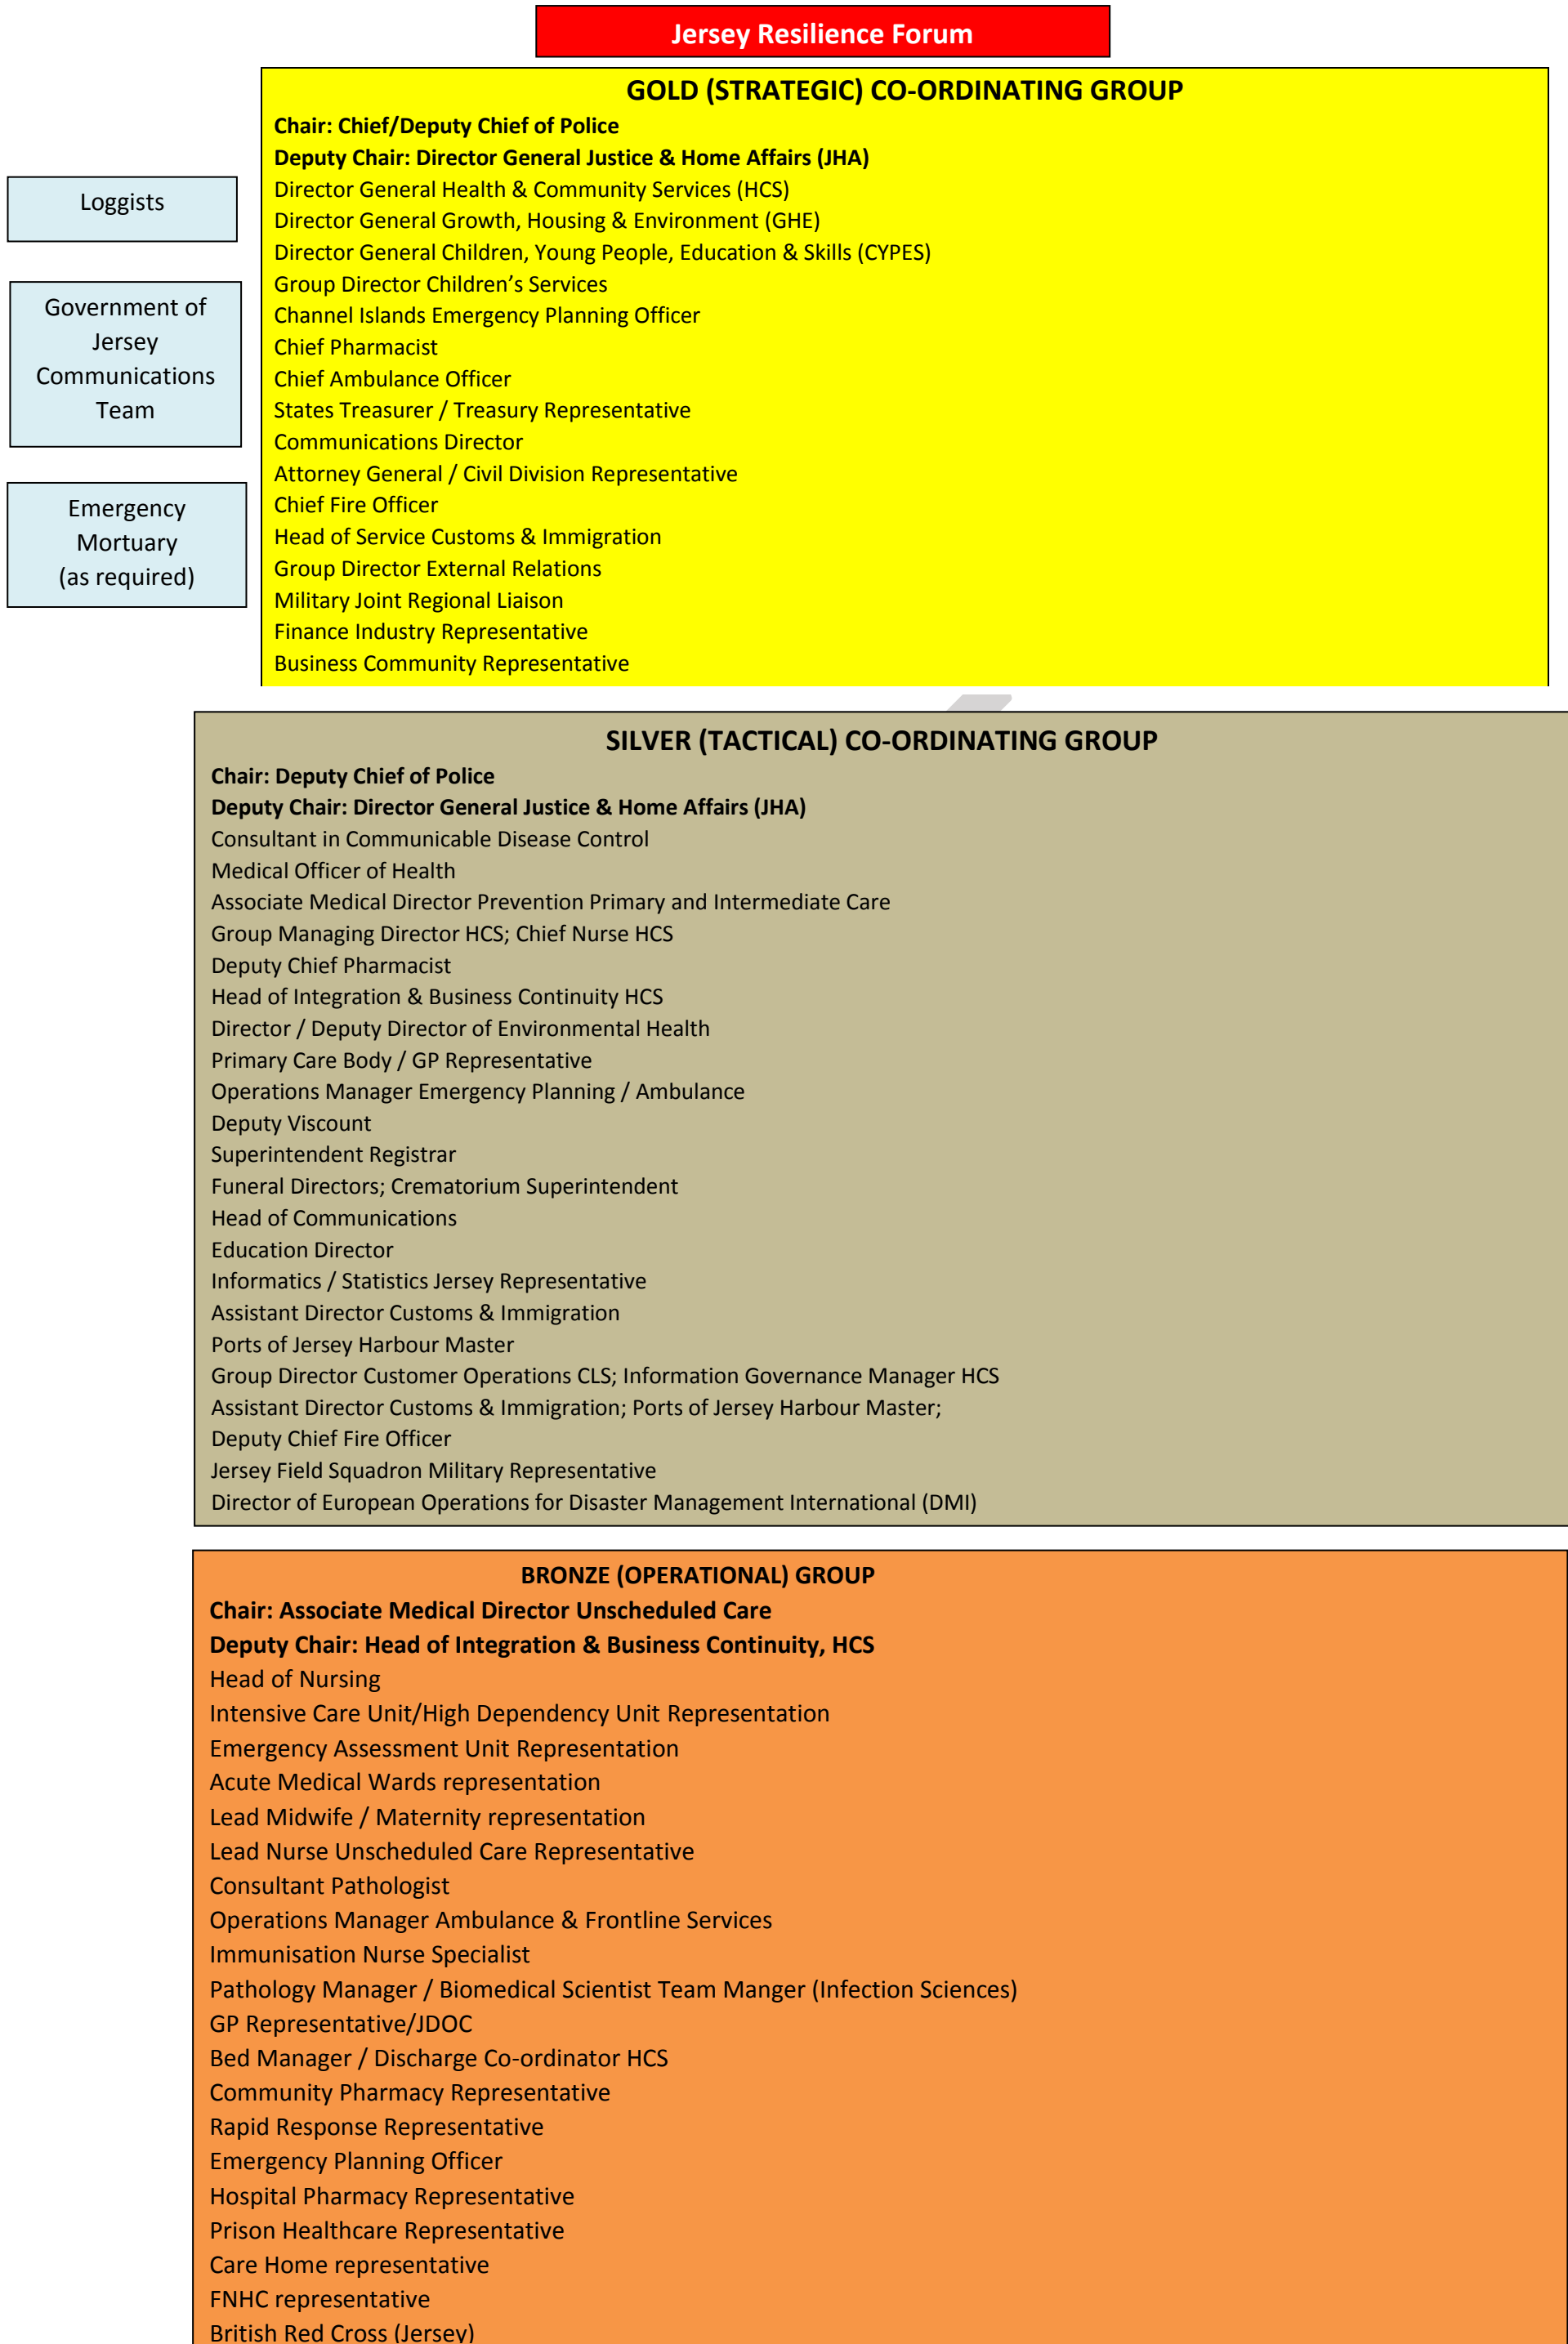 Jersey Resilience Forum
GOLD (STRATEGIC) CO-ORDINATING GROUP
Chair: Chief/Deputy Chief of Police
Deputy Chair: Director General Justice & Home Affairs (JHA)
Director General Health & Community Services (HCS)
Director General Growth, Housing & Environment (GHE)
Director General Children, Young People, Education & Skills (CYPES)
Group Director Children’s Services
Channel Islands Emergency Planning Officer
Chief Pharmacist
Chief Ambulance Officer
States Treasurer / Treasury Representative
Communications Director
Attorney General / Civil Division Representative
Chief Fire Officer
Head of Service Customs & Immigration
Group Director External Relations
Military Joint Regional Liaison
Finance Industry Representative
Business Community Representative
Loggists
Government of
Jersey
Communications
Team
Emergency
Mortuary
(as required)
SILVER (TACTICAL) CO-ORDINATING GROUP
Chair: Deputy Chief of Police
Deputy Chair: Director General Justice & Home Affairs (JHA)
Consultant in Communicable Disease Control
Medical Officer of Health
Associate Medical Director Prevention Primary and Intermediate Care
Group Managing Director HCS; Chief Nurse HCS
Deputy Chief Pharmacist
Head of Integration & Business Continuity HCS
Director / Deputy Director of Environmental Health
Primary Care Body / GP Representative
Operations Manager Emergency Planning / Ambulance
Deputy Viscount
Superintendent Registrar
Funeral Directors; Crematorium Superintendent
Head of Communications
Education Director
Informatics / Statistics Jersey Representative
Assistant Director Customs & Immigration
Ports of Jersey Harbour Master
Group Director Customer Operations CLS; Information Governance Manager HCS
Assistant Director Customs & Immigration; Ports of Jersey Harbour Master;
Deputy Chief Fire Officer
Jersey Field Squadron Military Representative
Director of European Operations for Disaster Management International (DMI)
BRONZE (OPERATIONAL) GROUP
Chair: Associate Medical Director Unscheduled Care
Deputy Chair: Head of Integration & Business Continuity, HCS
Head of Nursing
Intensive Care Unit/High Dependency Unit Representation
Emergency Assessment Unit Representation
Acute Medical Wards representation
Lead Midwife / Maternity representation
Lead Nurse Unscheduled Care Representative
Consultant Pathologist
Operations Manager Ambulance & Frontline Services
Immunisation Nurse Specialist
Pathology Manager / Biomedical Scientist Team Manger (Infection Sciences)
GP Representative/JDOC
Bed Manager / Discharge Co-ordinator HCS
Community Pharmacy Representative
Rapid Response Representative
Emergency Planning Officer
Hospital Pharmacy Representative
Prison Healthcare Representative
Care Home representative
FNHC representative
British Red Cross (Jersey)